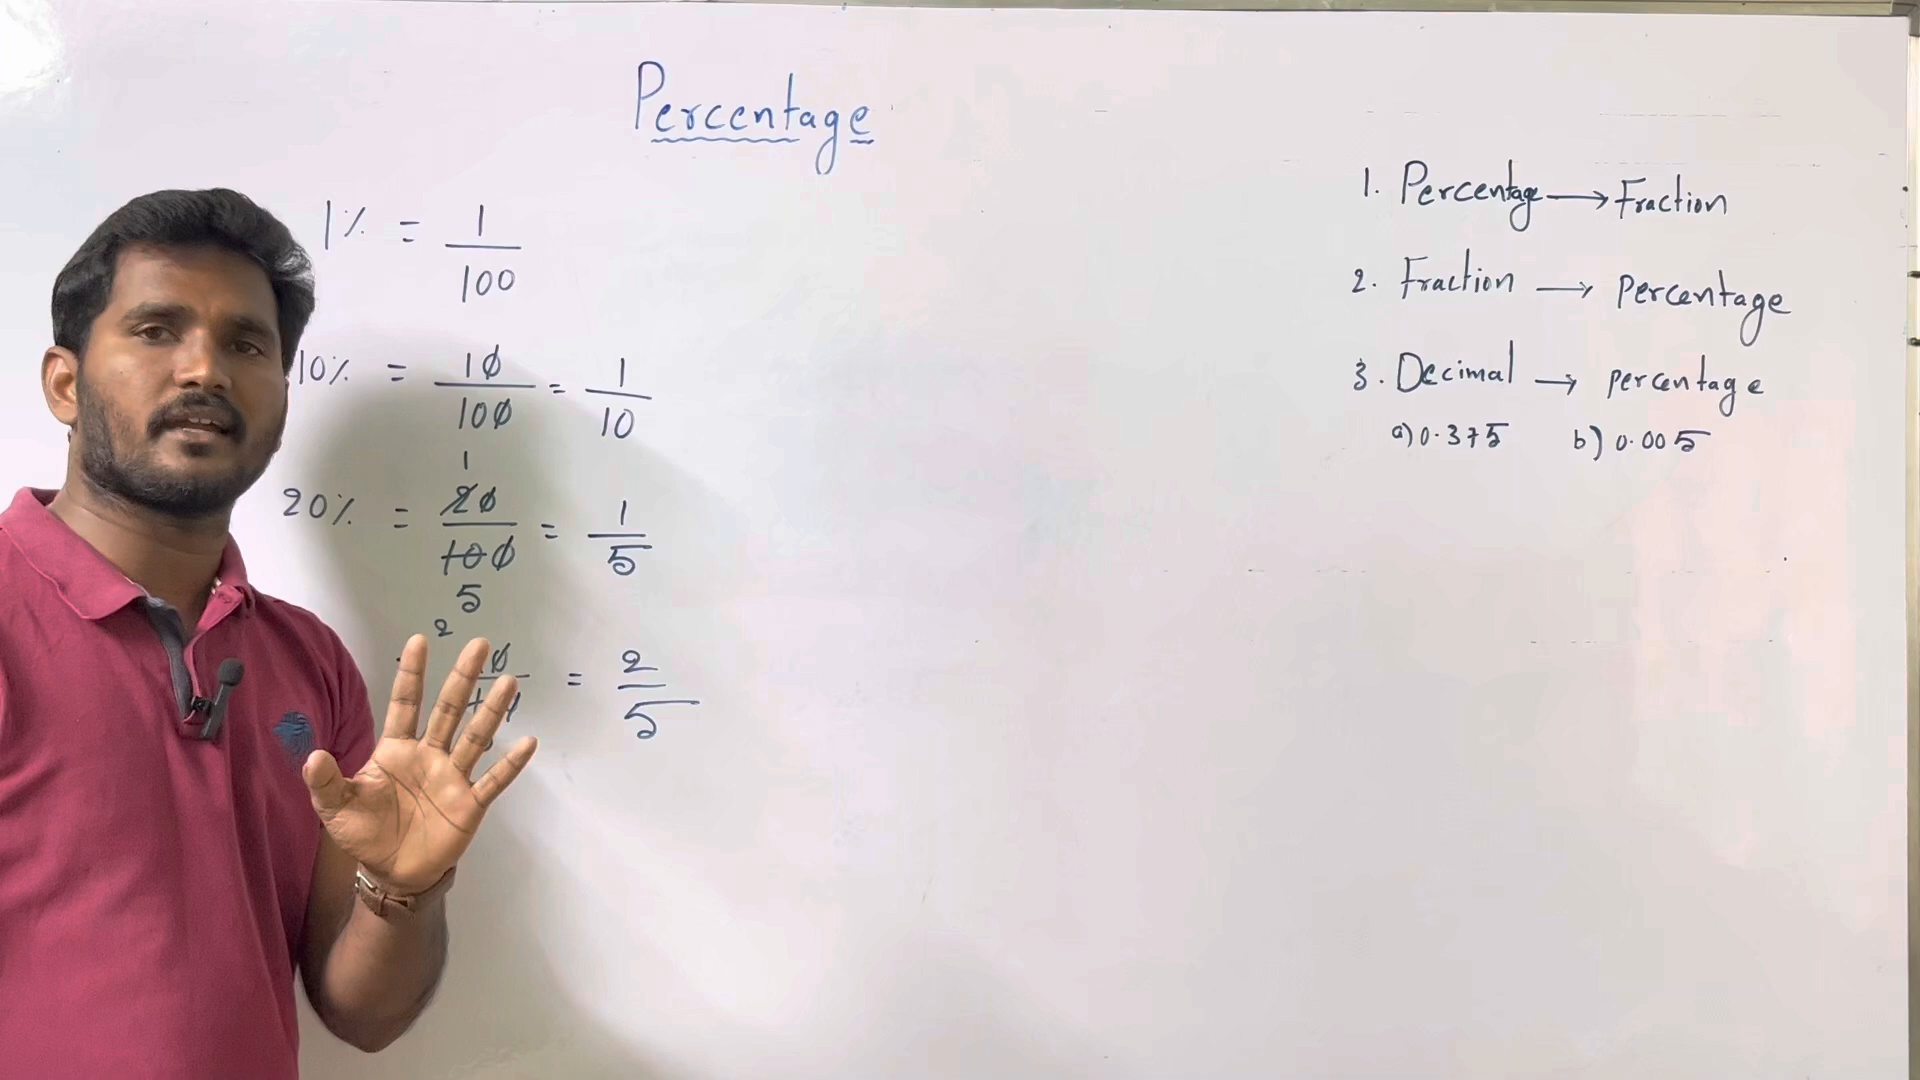 Percentage
1% = 1/100
10% = 10/100 = 1/10
1
20% = 20/100 = 1/5
5
2
= 2/5
1. Percentage → Fraction
2. Fraction → percentage
3. Decimal → percentage
a) 0.375 b) 0.005